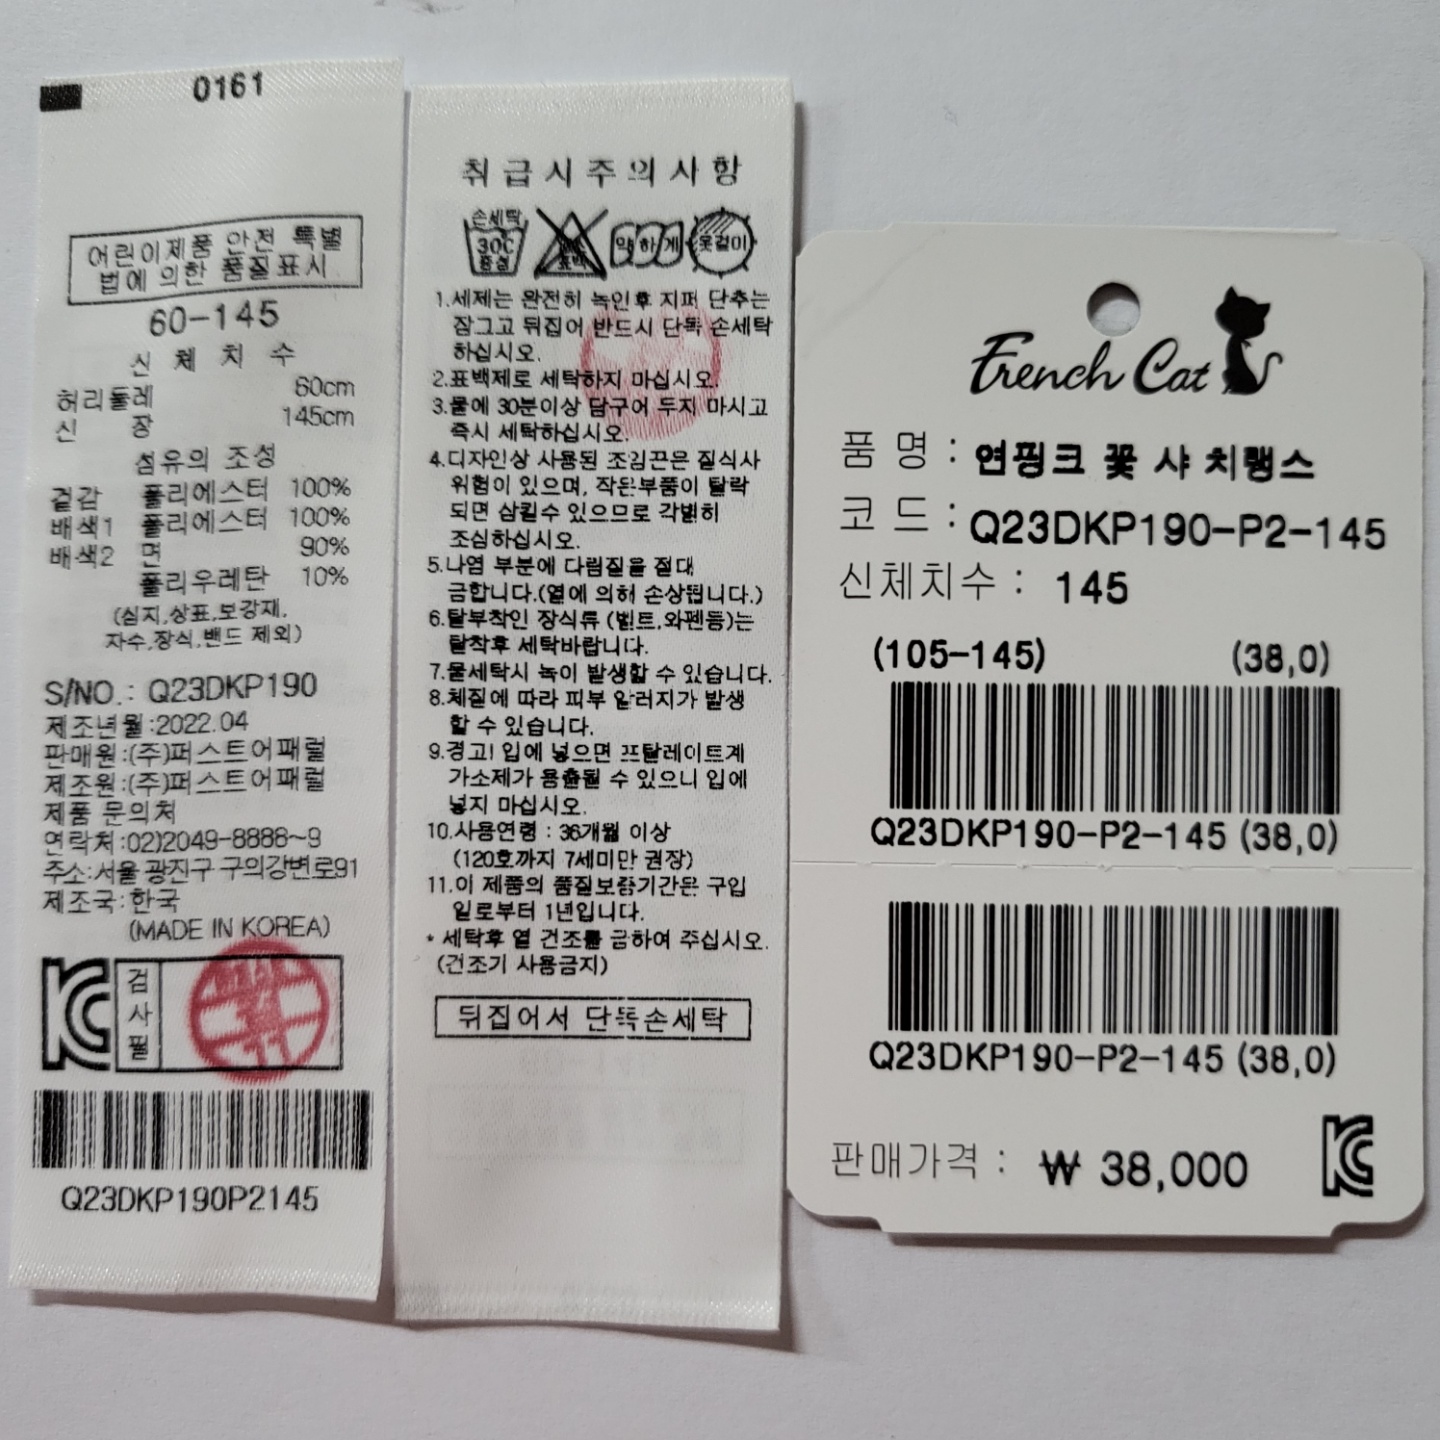 0161
어린이제품 안전 특별
법에 의한 품질표시
60-145
신 체 치 수
허리둘레 60cm
신 장 145cm
섬유의 조성
겉감 폴리에스터 100%
배색1 폴리에스터 100%
배색2 면 90%
폴리우레탄 10%
(심지,상표,보강재,
자수,장식,밴드 제외)
S/NO.: Q23DKP190
제조년월:2022.04
판매원:(주)퍼스트어패럴
제조원:(주)퍼스트어패럴
제품 문의처
연락처:02)2049-8888~9
주소:서울 광진구 구의강변로91
제조국:한국
(MADE IN KOREA)
KC
검사필
Q23DKP190P2145
취급시주의사항
손세탁
30C
중성
표백
약하게
옷걸이
1.세제는 완전히 녹인후 지퍼 단추는
잠그고 뒤집어 반드시 단독 손세탁
하십시오.
2.표백제로 세탁하지 마십시오.
3.물에 30분이상 담구어 두지 마시고
즉시 세탁하십시오.
4.디자인상 사용된 조임끈은 질식사
위험이 있으며, 작은부품이 탈락
되면 삼킬수 있으므로 각별히
조심하십시오.
5.나염 부분에 다림질을 절대
금합니다.(열에 의해 손상됩니다.)
6.탈부착인 장식류 (벨트,와펜등)는
탈착후 세탁바랍니다.
7.물세탁시 녹이 발생할 수 있습니다.
8.체질에 따라 피부 알러지가 발생
할 수 있습니다.
9.경고! 입에 넣으면 프탈레이트계
가소제가 용출될 수 있으니 입에
넣지 마십시오.
10.사용연령 : 36개월 이상
(120호까지 7세미만 권장)
11.이 제품의 품질보증기간은 구입
일로부터 1년입니다.
* 세탁후 열 건조를 금하여 주십시오.
(건조기 사용금지)
뒤집어서 단독손세탁
French Cat
품 명 : 연핑크 꽃 샤 치랭스
코 드 : Q23DKP190-P2-145
신체치수 : 145
(105-145) (38,0)
Q23DKP190-P2-145 (38,0)
Q23DKP190-P2-145 (38,0)
판매가격 : ₩ 38,000
KC